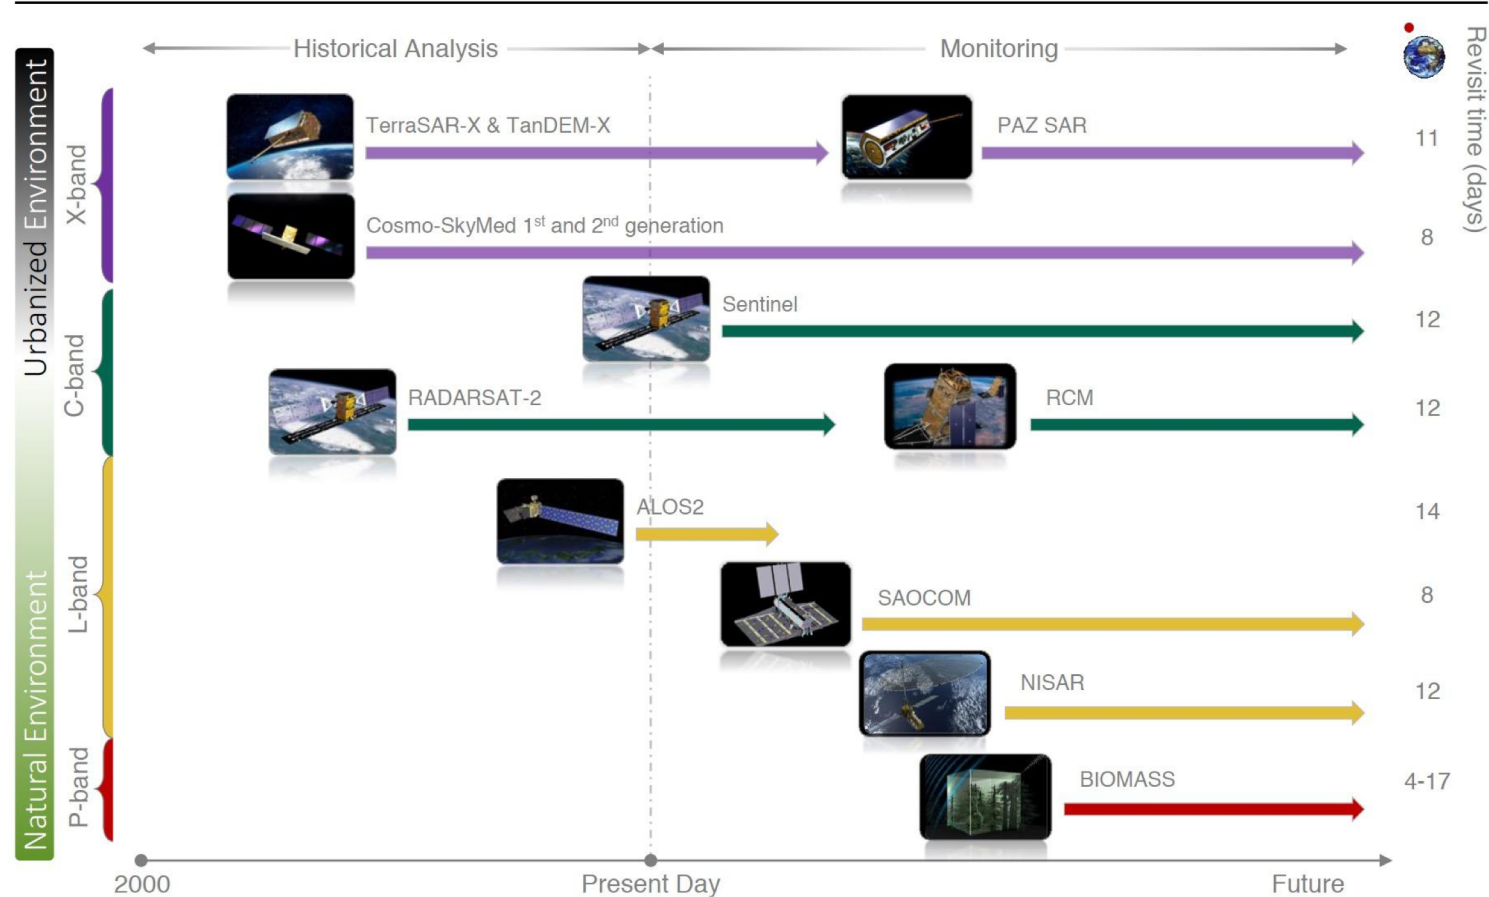 Historical Analysis
Monitoring
Revisit time (days)
Urbanized Environment
Natural Environment
X-band
TerraSAR-X & TanDEM-X
PAZ SAR
11
Cosmo-SkyMed 1st and 2nd generation
8
C-band
Sentinel
12
RADARSAT-2
RCM
12
L-band
ALOS2
14
SAOCOM
8
NISAR
12
P-band
BIOMASS
4-17
2000
Present Day
Future